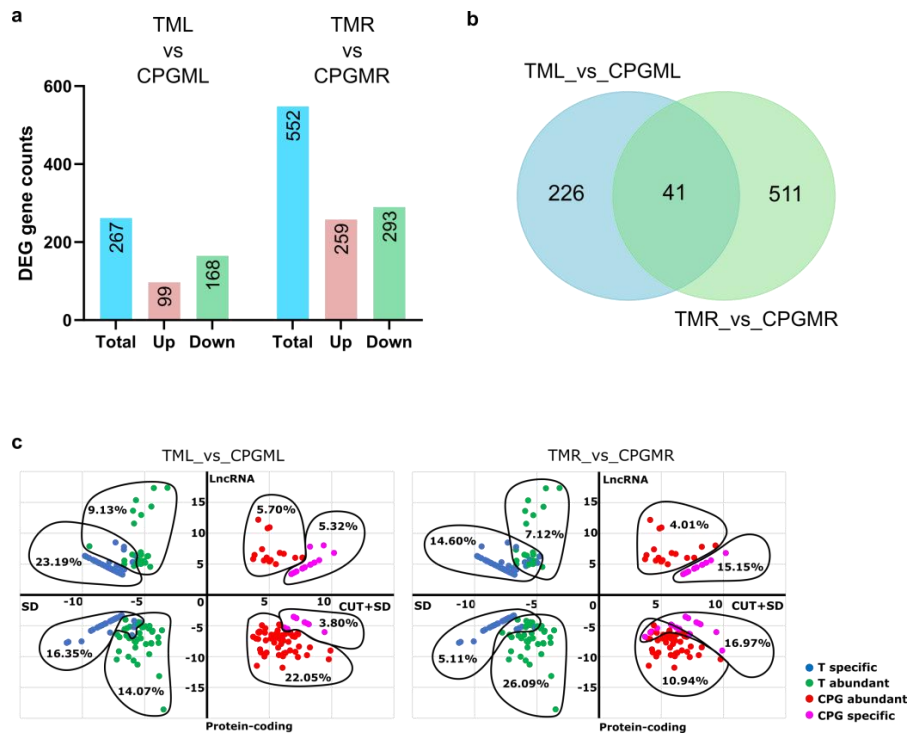 a
TML
vs
CPGML
TMR
vs
CPGMR
DEG gene counts
600
400
200
0
267
99
168
552
259
293
Total Up Down Total Up Down
b
TML_vs_CPGML
226 41 511
TMR_vs_CPGMR
c
TML_vs_CPGML
LncRNA
9.13%
5.70%
5.32%
23.19%
15
10
5
SD -10 -5 0 5 10 CUT+SD
-5
-10
-15
16.35%
14.07%
3.80%
22.05%
Protein-coding
TMR_vs_CPGMR
LncRNA
14.60%
7.12%
4.01%
15.15%
15
10
5
SD -10 -5 0 5 10 CUT+SD
-5
-10
-15
5.11%
26.09%
16.97%
10.94%
Protein-coding
T specific
T abundant
CPG abundant
CPG specific